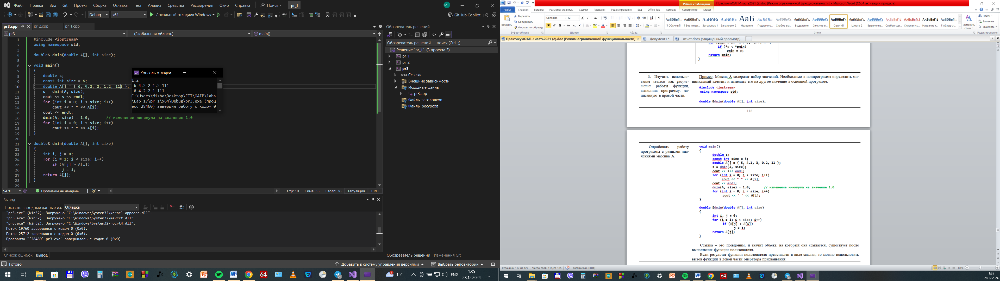 Файл Правка Вид Git Проект Сборка Отладка Тест Анализ Средства Расширения Окно Справка Поиск pr_1 МБ
Debug x64 Локальный отладчик Windows GitHub Copilot
pr3.cpp pr_2.cpp pr_1.cpp
pr3 (Глобальная область) main()
1 #include <iostream>
2 using namespace std;
3
4 double& dmin(double A[], int size);
5
6 void main()
7 {
8 double s;
9 const int size = 5;
10 double A[] = { 6, 4.2, 2, 1.2, 111 };
11 s = dmin(A, size);
12 cout << s << endl;
13 for (int i = 0; i < size; i++)
14 cout << " " << A[i];
15 cout << endl;
16 dmin(A, size) = 1.0; // изменение минимума на значение 1.0
17 for (int i = 0; i < size; i++)
18 cout << " " << A[i];
19 }
20
21 double& dmin(double A[], int size)
22 {
23 int i, j = 0;
24 for (i = 1; i < size; i++)
25 if (A[j] > A[i])
26 j = i;
27 return A[j];
28 }
29
Консоль отладки ...
1.2
6 4.2 2 1.2 111
6 4.2 2 1 111
C:\Users\Misha\Desktop\FIT\OAIP\labs
\Lab_17\pr_1\x64\Debug\pr3.exe (проц
есс 28460) завершил работу с кодом 0
94 % Проблемы не найдены. Стр: 10 Симв: 35 Столб: 38 Табуляция CRLF
Вывод
Показать выходные данные из: Отладка
"pr3.exe" (Win32). Загружено "C:\Windows\System32\kernel.appcore.dll".
"pr3.exe" (Win32). Загружено "C:\Windows\System32\msvcrt.dll".
"pr3.exe" (Win32). Загружено "C:\Windows\System32\rpcrt4.dll".
Поток 19760 завершился с кодом 0 (0x0).
Поток 25712 завершился с кодом 0 (0x0).
Программа "[28460] pr3.exe" завершилась с кодом 0 (0x0).
Список ошибок Вывод
Обозреватель решений
Обозреватель решений — поиск (Ctrl+;)
Решение "pr_1" (3 проекта 3)
pr_1
pr_2
pr3
Ссылки
Внешние зависимости
Исходные файлы
pr3.cpp
Файлы заголовков
Файлы ресурсов
Обозреватель решений Изменения Git
Готово Добавить в систему управления версиями Выбрать репозиторий
64 21 1°C ENG 1:35
28.12.2024
Работа с таблицами ПрактикумОАП-1часть2021 (2).doc [Режим ограниченной функциональности] - Microsoft Word (Сбой активации продукта)
Файл Главная Вставка Разметка страницы Ссылки Рассылки Рецензирование Вид Office Tab Acrobat Конструктор Макет
Вставить Вырезать Копировать Формат по образцу
Consolas 12
¶ Обычный ¶ Без интер... Заголовок 1 Заголовок 2 Название Подзаголо... Слабое вы... Выделение Сильное в... Строгий Цитата 2 Выделенна... Слабая ссы... Сильная сс... Название к... ¶ Абзац сп...
Изменить стили Найти Заменить Выделить
Буфер обмена Шрифт Абзац Стили Редактирование
ПрактикумОАП-1часть2021 (2).doc [Режим ограниченной функциональности] Документ1 * отчет.docx (защищенный просмотр)
if (*p < *pmin)
pmin = p;
return pmin;
}
3. Изучить использо-
вание ссылки как резуль-
тата работы функции,
выполнив программу, за-
писанную в правой части.
Пример. Массив А содержит набор значений. Необходимо в подпрограмме определить ми-
нимальный элемент и изменить его на другое значение в основной программе.
#include <iostream>
using namespace std;
double &dmin(double A[], int size);
116
Опробовать работу
программы с разными зна-
чениями массива А.
void main()
{
double s;
const int size = 5;
double A[] = { 5, 4.1, 3, 0.2, 11 };
s = dmin(A, size);
cout << s<< endl;
for (int i = 0; i < size; i++)
cout << " " << A[i];
cout << endl;
dmin(A, size) = 1.0; // изменение минимума на значение 1.0
for (int i = 0; i < size; i++)
cout << " " << A[i];
}
double &dmin(double A[], int size)
{
int i, j = 0;
for (i = 1; i < size; i++)
if (A[j] > A[i])
j = i;
return A[j];
}
Ссылка – это псевдоним, и значит объект, на который она ссылается, существует после
выполнения функции пользователя.
Если результат функции пользователя представлен в виде ссылки, то можно использовать
вызов функции в левой части оператора присваивания.
Страница: 117 из 127 Число слов: 111/21 185 английский (США) 83%
64 21 1:35
28.12.2024